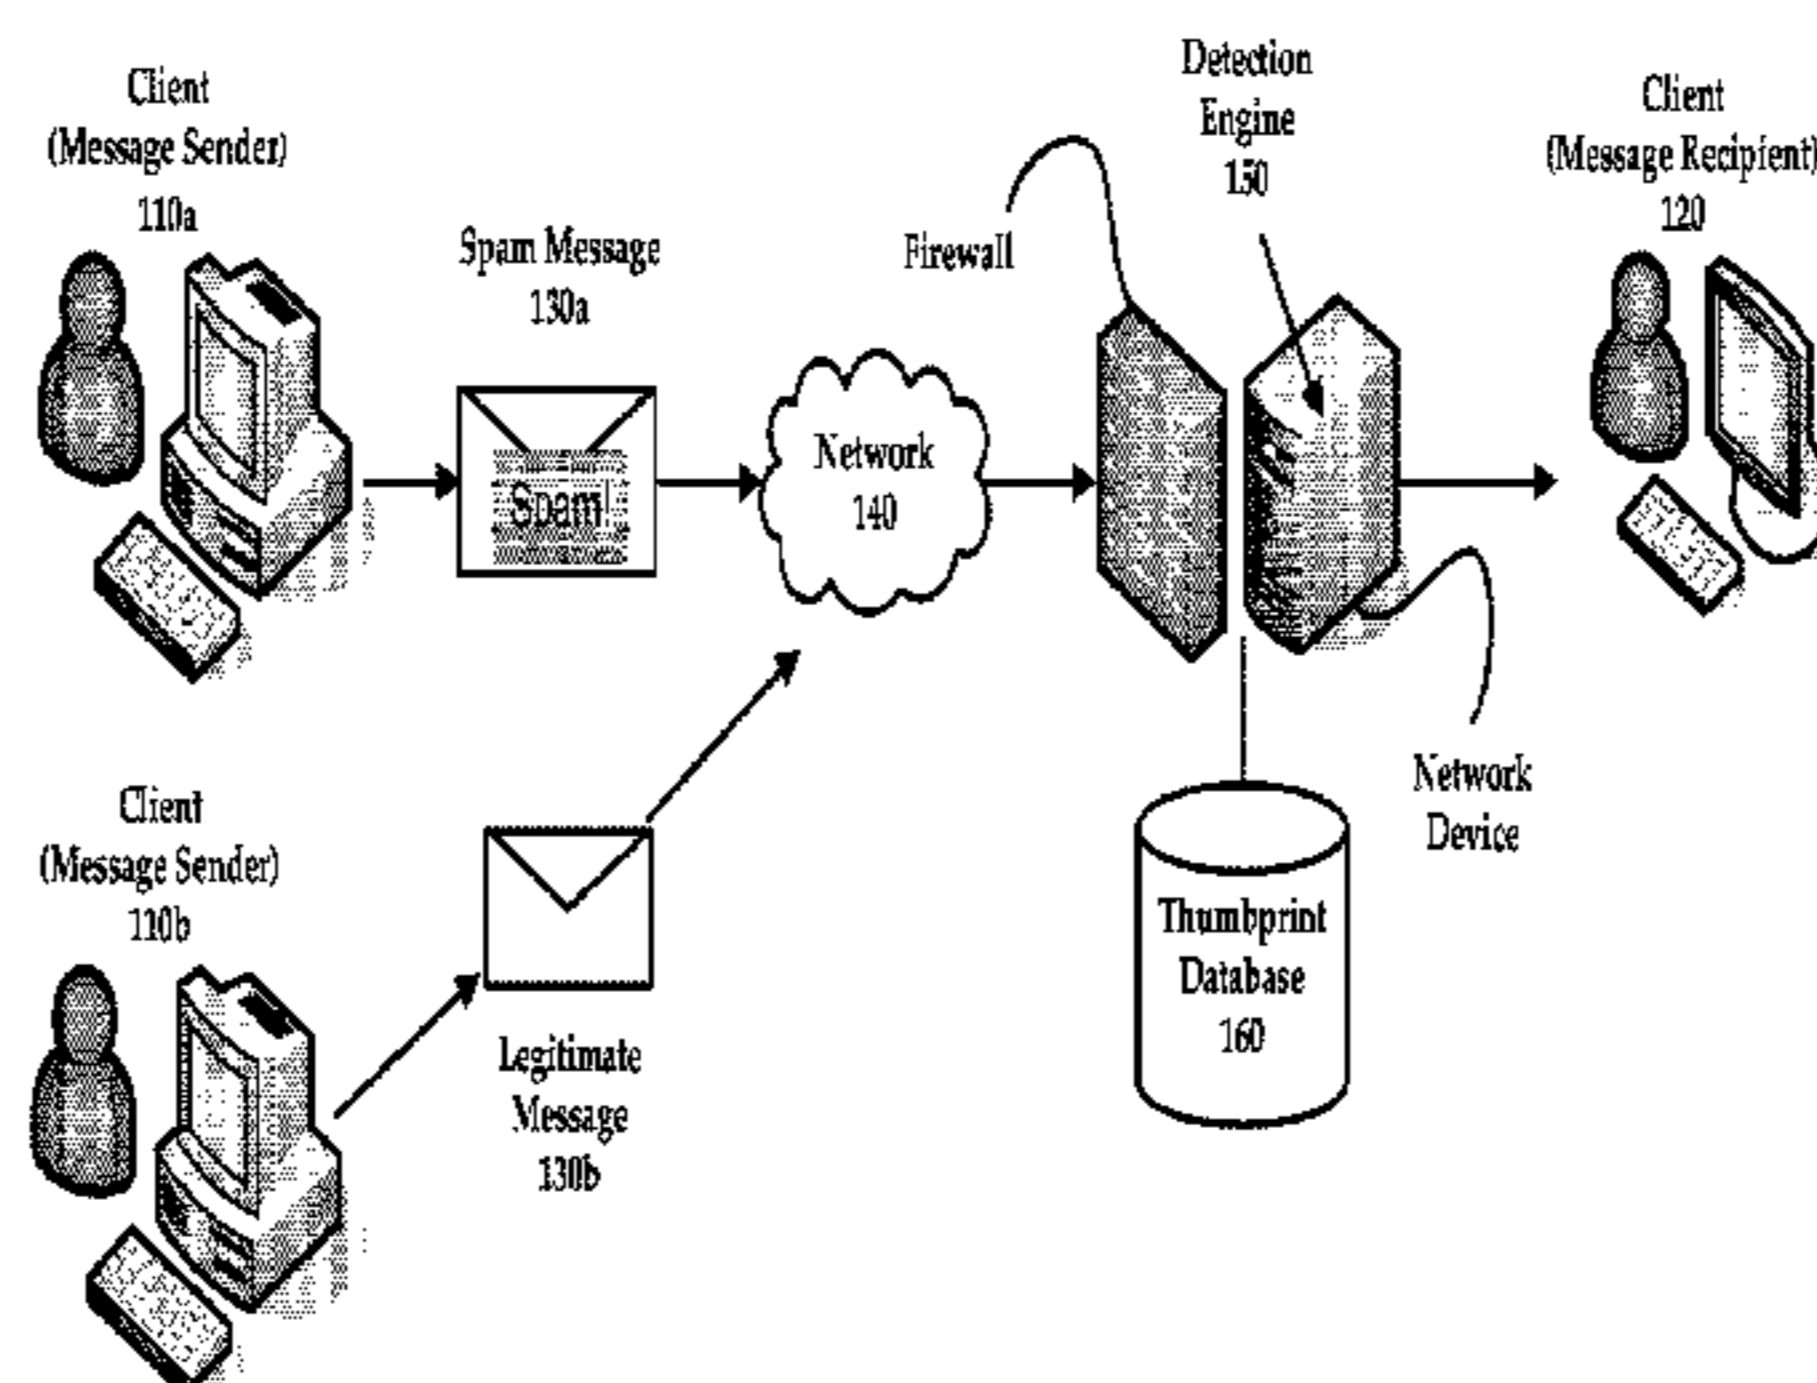 Client
(Message Sender)
110a
Spam Message
130a
Spam!
Network
140
Firewall
Detection
Engine
150
Client
(Message Recipient)
120
Client
(Message Sender)
110b
Legitimate
Message
130b
Thumbprint
Database
160
Network
Device